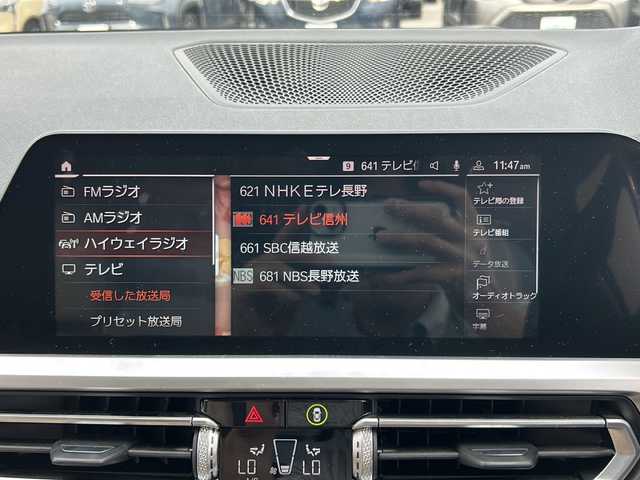 9 641 テレビ信 11:47am
FMラジオ
AMラジオ
ハイウェイラジオ
テレビ
受信した放送局
プリセット放送局
621 NHKEテレ長野
641 テレビ信州
661 SBC信越放送
NBS 681 NBS長野放送
テレビ局の登録
テレビ番組
データ放送
オーディオトラック
字幕
LO LO